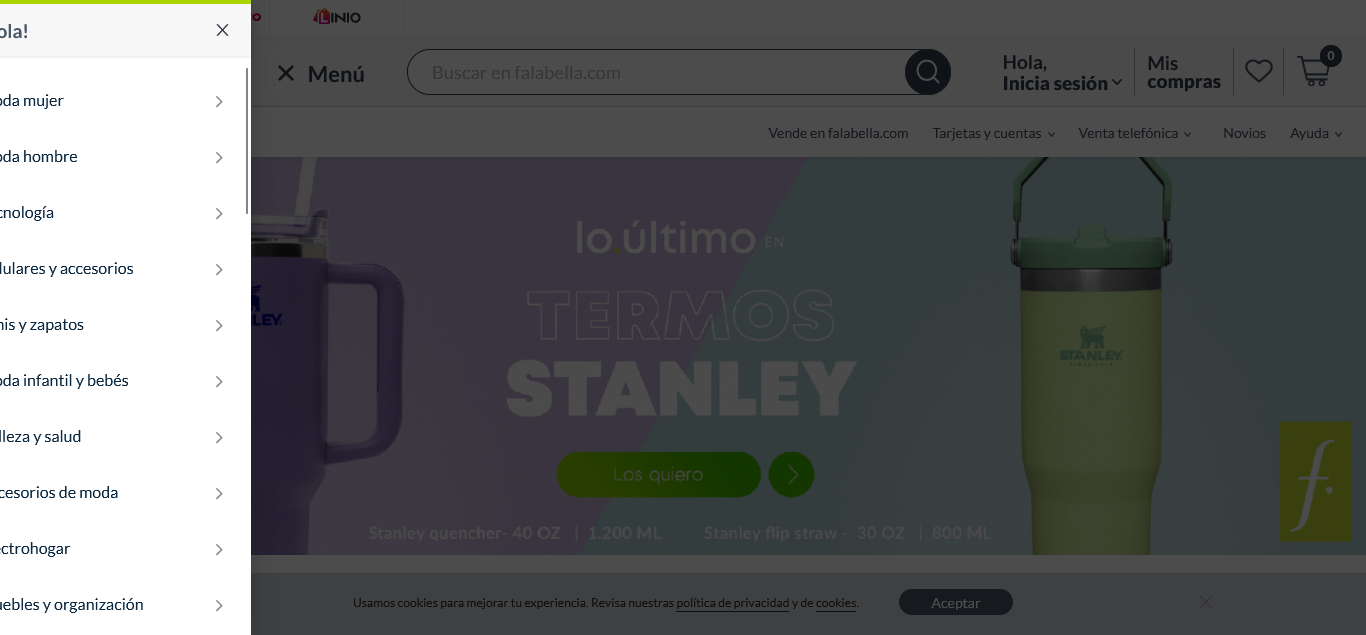 ola!
LINIO
Menú
Buscar en falabella.com
Hola,
Inicia sesión
Mis
compras
0
Vende en falabella.com
Tarjetas y cuentas
Venta telefónica
Novios
Ayuda
oda mujer
oda hombre
cnología
lulares y accesorios
nis y zapatos
oda infantil y bebés
lleza y salud
cesorios de moda
ectrohogar
uebles y organización
lo.último EN
TERMOS
STANLEY
Los quiero
Stanley quencher- 40 OZ | 1.200 ML
Stanley flip straw - 30 OZ | 800 ML
STANLEY
f.
Usamos cookies para mejorar tu experiencia. Revisa nuestras política de privacidad y de cookies.
Aceptar